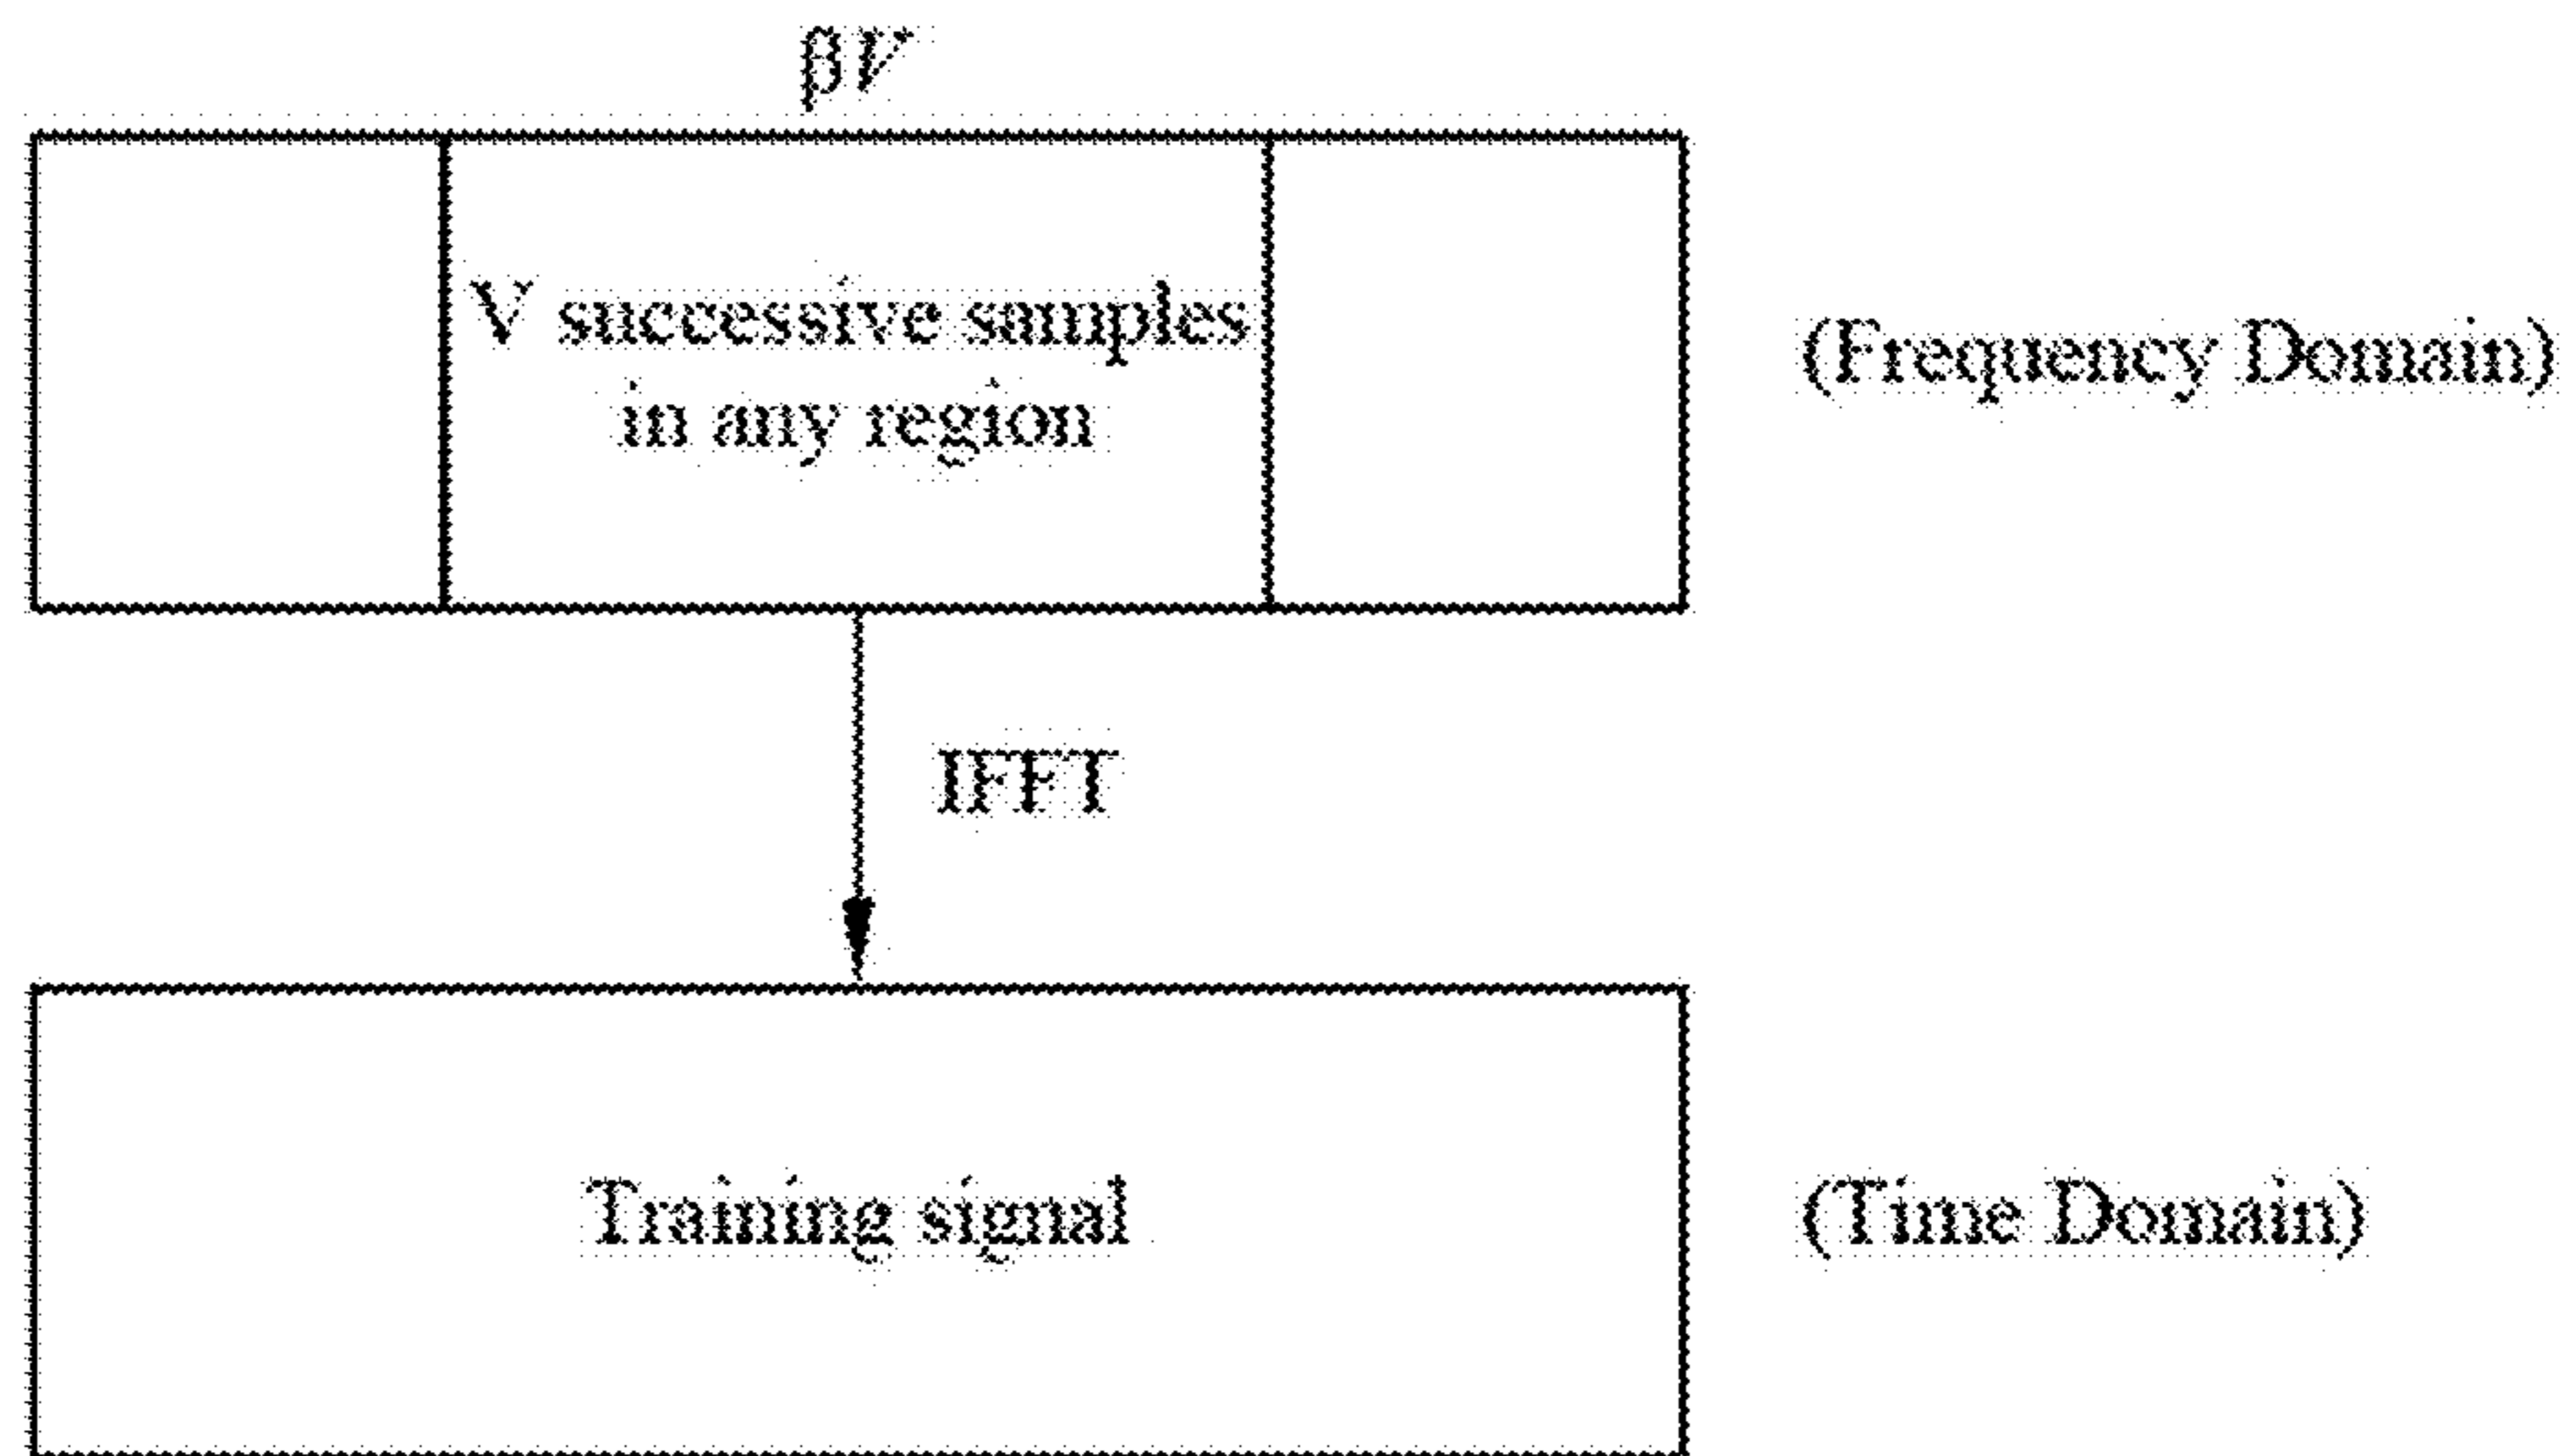 βV
V successive samples
in any region
(Frequency Domain)
IFFT
Training signal
(Time Domain)